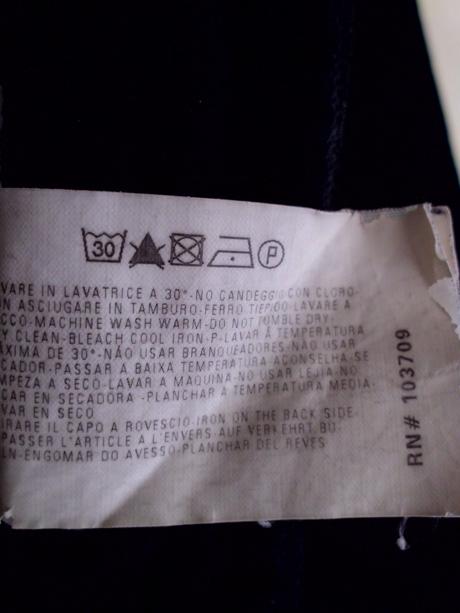 30 P
VARE IN LAVATRICE A 30°-NO CANDEGGIO CON CLORO-
N ASCIUGARE IN TAMBURO-FERRO TIEPIDO-LAVARE A
CCO-MACHINE WASH WARM-DO NOT TUMBLE DRY-
Y CLEAN-BLEACH COOL IRON-P-LAVAR Á TEMPERATURA
ÁXIMA DE 30°-NÃO USAR BRANQUEADORES-NÃO USAR
CADOR-PASSAR A BAIXA TEMPERATURA ACONSELHA-SE
MPEZA A SECO-LAVAR A MAQUINA-NO USAR LEJIA-NO
CAR EN SECADORA-PLANCHAR A TEMPERATURA MEDIA-
VAR EN SECO
IRARE IL CAPO A ROVESCIO-IRON ON THE BACK SIDE-
PASSER L'ARTICLE A L'ENVERS-AUF VERKEHRT BÜ-
LN-ENGOMAR DO AVESSO-PLANCHAR DEL REVES
RN# 103709